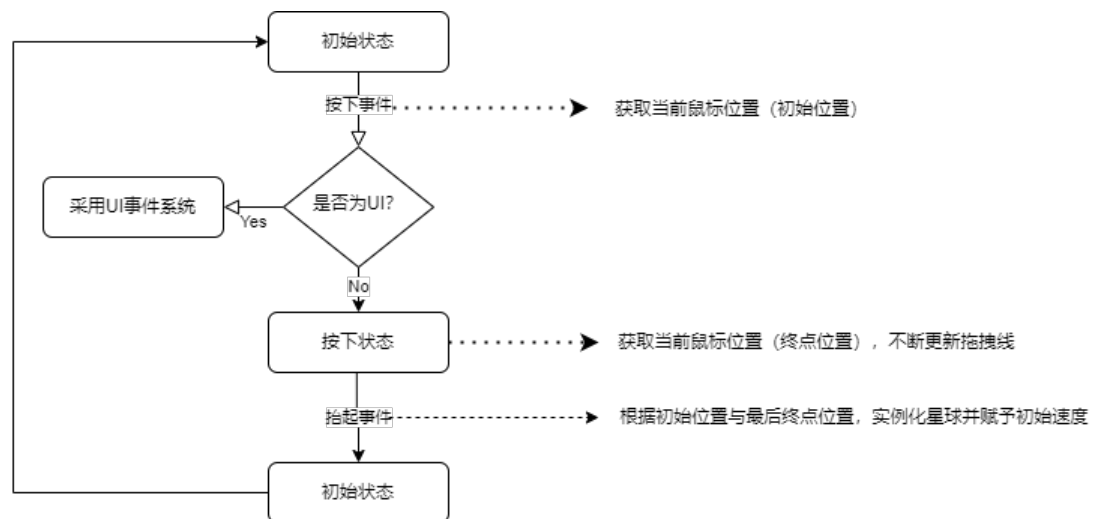 初始状态
按下事件
获取当前鼠标位置（初始位置）
是否为UI？
采用UI事件系统
Yes
No
按下状态
获取当前鼠标位置（终点位置），不断更新拖拽线
抬起事件
根据初始位置与最后终点位置，实例化星球并赋予初始速度
初始状态